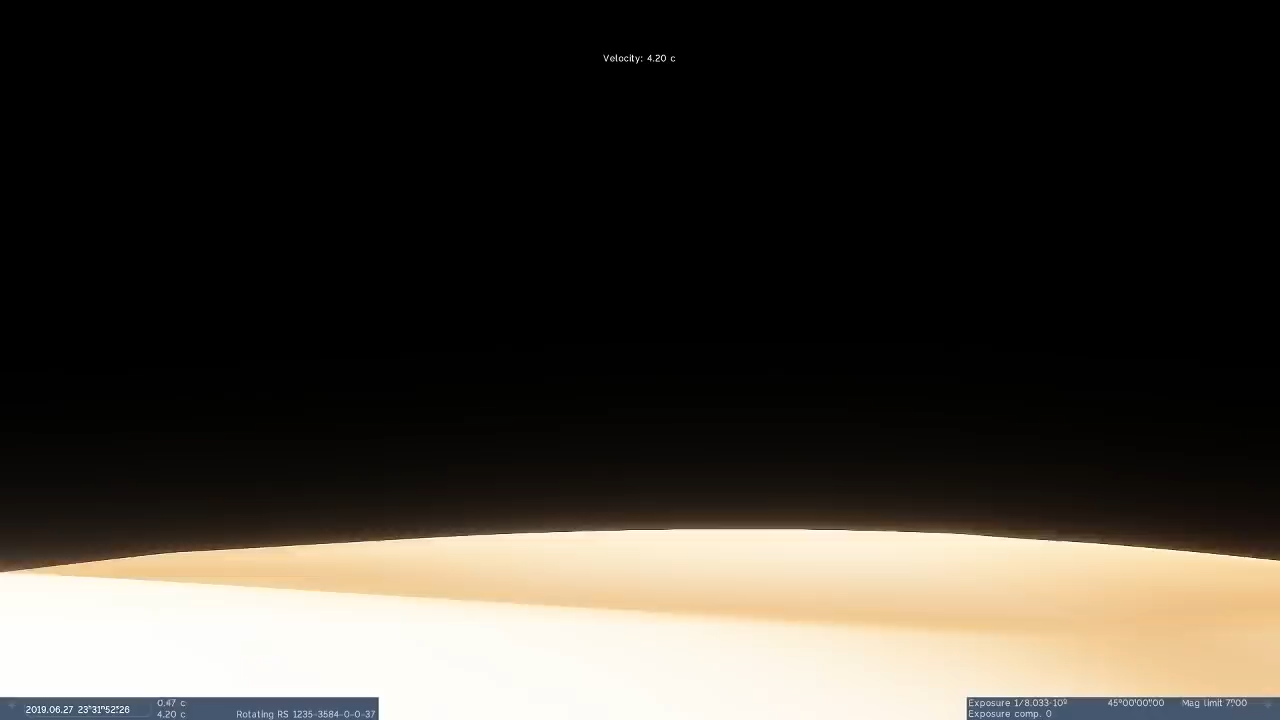 Velocity: 4.20 c
2019.06.27 23°31'52"26
0.47 c
4.20 c
Rotating RS 1235-3584-0-0-37
Exposure 1/8.033·10⁹
45°00'00"00
Mag limit 7.00
Exposure comp. 0